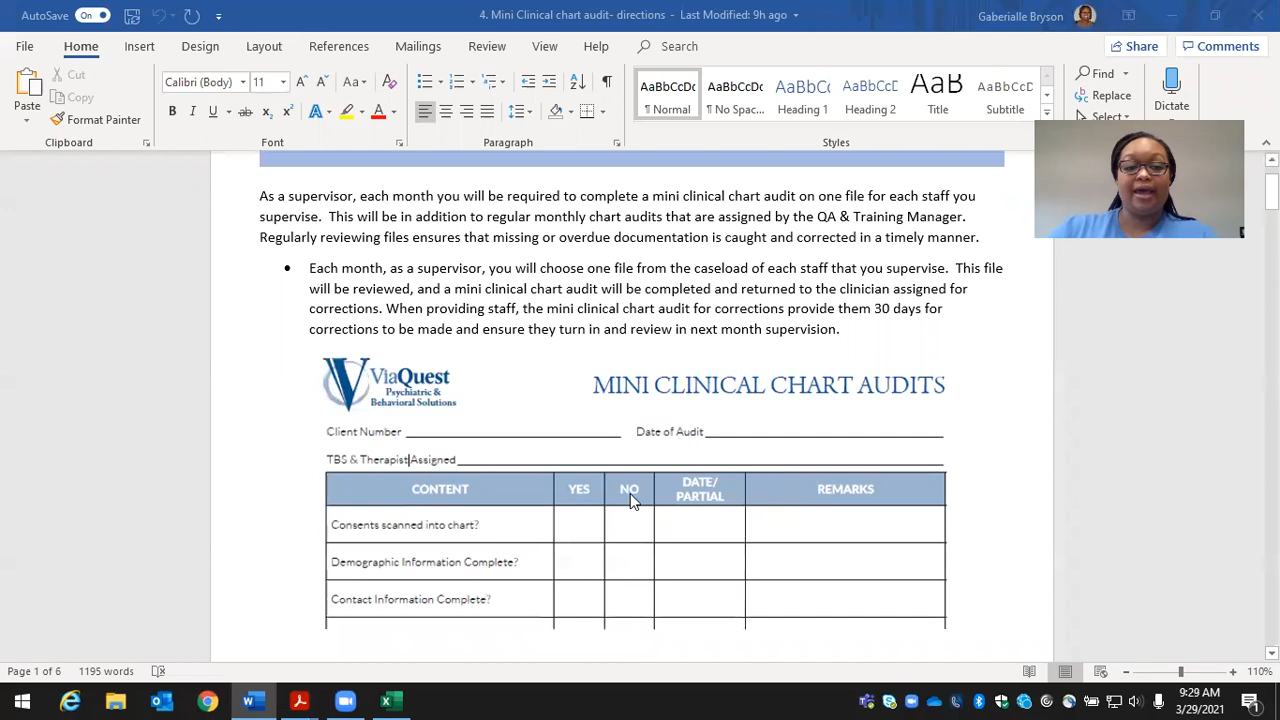 AutoSave On 4. Mini Clinical chart audit- directions - Last Modified: 9h ago Gaberialle Bryson
File Home Insert Design Layout References Mailings Review View Help Search Share Comments
Paste Cut Copy Format Painter
Calibri (Body) 11 Aa
B I U ab x₂ x² A A
AaBbCcDc ¶ Normal AaBbCcDc ¶ No Spac... AaBbCc Heading 1 AaBbCcD Heading 2 AaB Title AaBbCcD Subtitle
Find Replace Select Dictate
Clipboard Font Paragraph Styles
As a supervisor, each month you will be required to complete a mini clinical chart audit on one file for each staff you
supervise. This will be in addition to regular monthly chart audits that are assigned by the QA & Training Manager.
Regularly reviewing files ensures that missing or overdue documentation is caught and corrected in a timely manner.
• Each month, as a supervisor, you will choose one file from the caseload of each staff that you supervise. This file
will be reviewed, and a mini clinical chart audit will be completed and returned to the clinician assigned for
corrections. When providing staff, the mini clinical chart audit for corrections provide them 30 days for
corrections to be made and ensure they turn in and review in next month supervision.
ViaQuest
Psychiatric &
Behavioral Solutions
MINI CLINICAL CHART AUDITS
Client Number Date of Audit
TBS & Therapist Assigned
CONTENT YES NO DATE/ PARTIAL REMARKS
Consents scanned into chart?
Demographic Information Complete?
Contact Information Complete?
Page 1 of 6 1195 words 110%
9:29 AM
3/29/2021